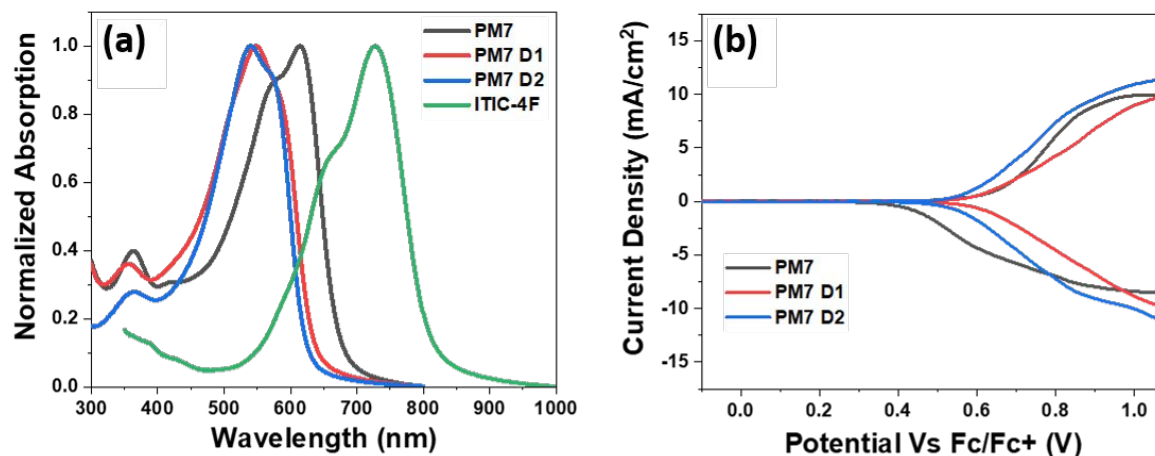 (a)
PM7
PM7 D1
PM7 D2
ITIC-4F
Normalized Absorption
1.0
0.8
0.6
0.4
0.2
0.0
300 400 500 600 700 800 900 1000
Wavelength (nm)
(b)
Current Density (mA/cm²)
15
10
5
0
-5
-10
-15
PM7
PM7 D1
PM7 D2
0.0 0.2 0.4 0.6 0.8 1.0
Potential Vs Fc/Fc+ (V)